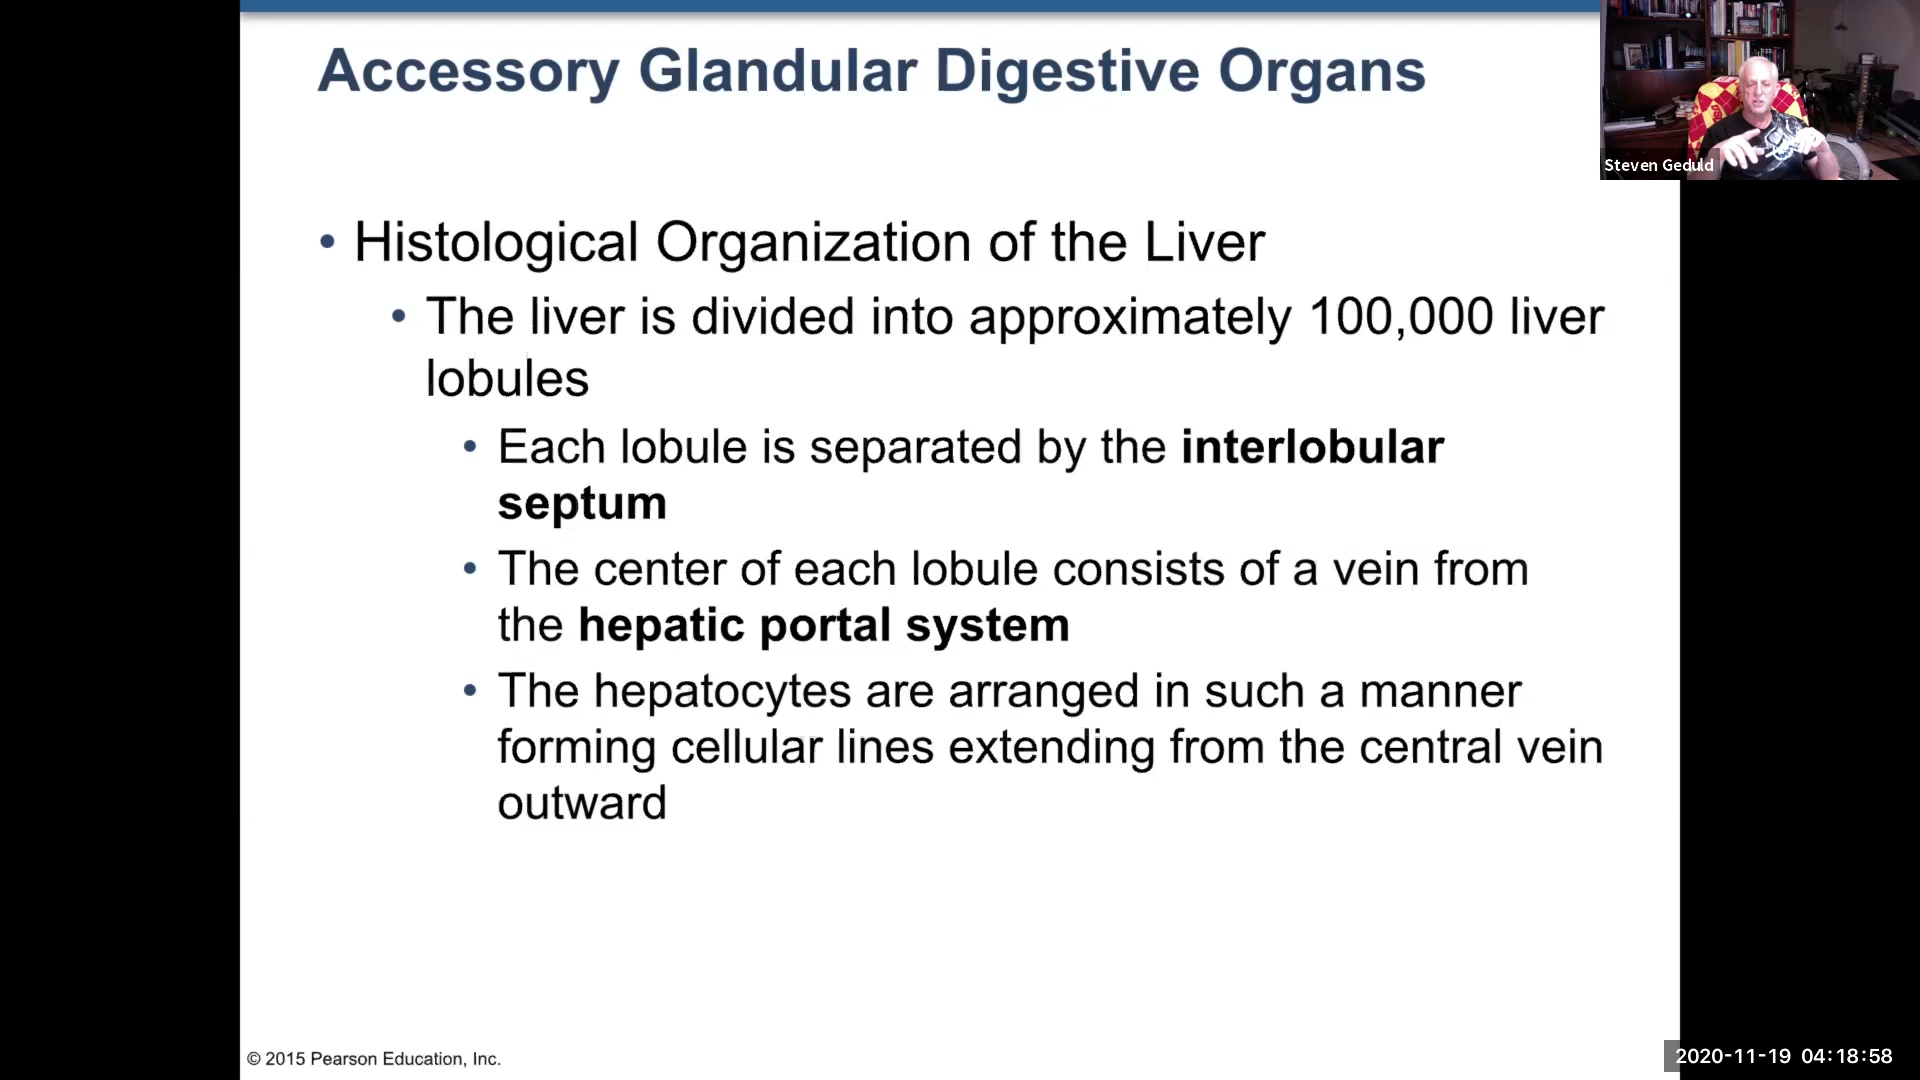 Accessory Glandular Digestive Organs
Steven Geduld
• Histological Organization of the Liver
• The liver is divided into approximately 100,000 liver
lobules
• Each lobule is separated by the interlobular
septum
• The center of each lobule consists of a vein from
the hepatic portal system
• The hepatocytes are arranged in such a manner
forming cellular lines extending from the central vein
outward
© 2015 Pearson Education, Inc.
2020-11-19 04:18:58